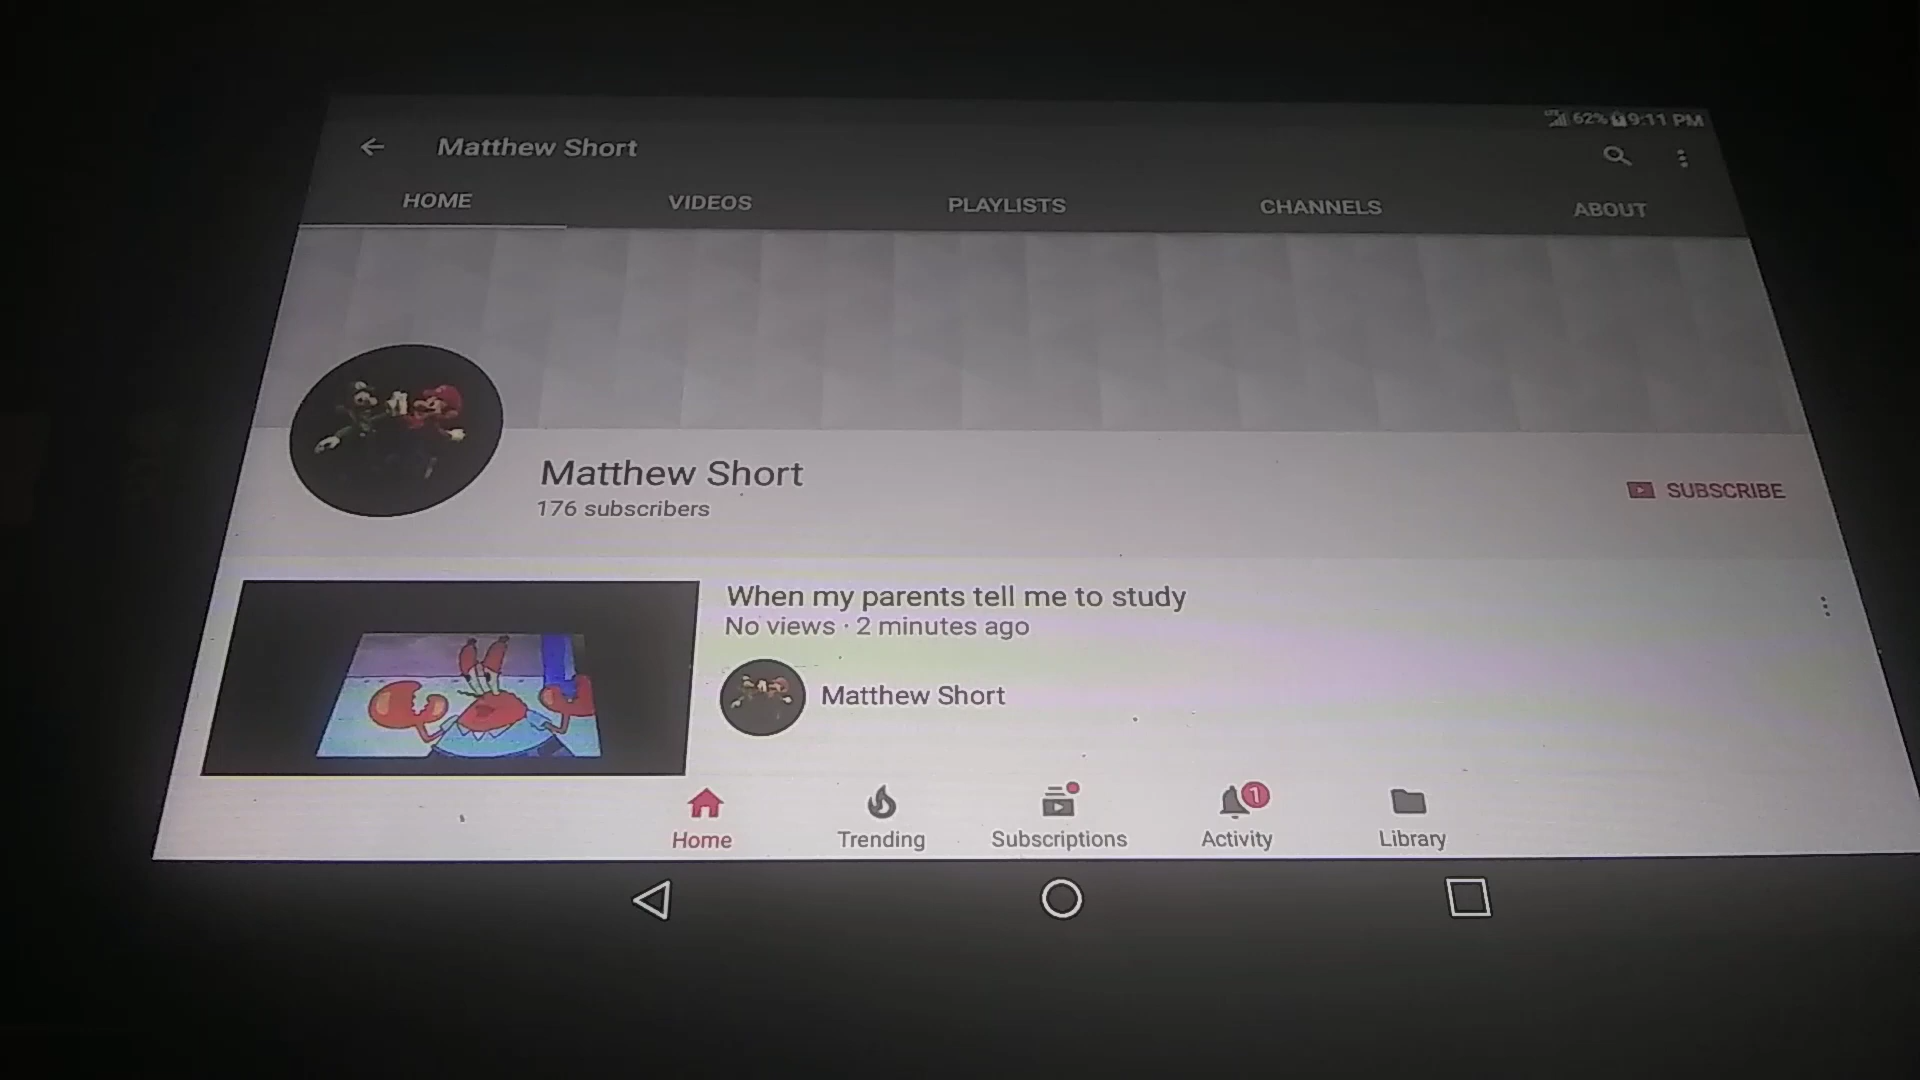 62% 9:11 PM
Matthew Short
HOME VIDEOS PLAYLISTS CHANNELS ABOUT
Matthew Short
176 subscribers
SUBSCRIBE
When my parents tell me to study
No views · 2 minutes ago
Matthew Short
1
Home Trending Subscriptions Activity Library